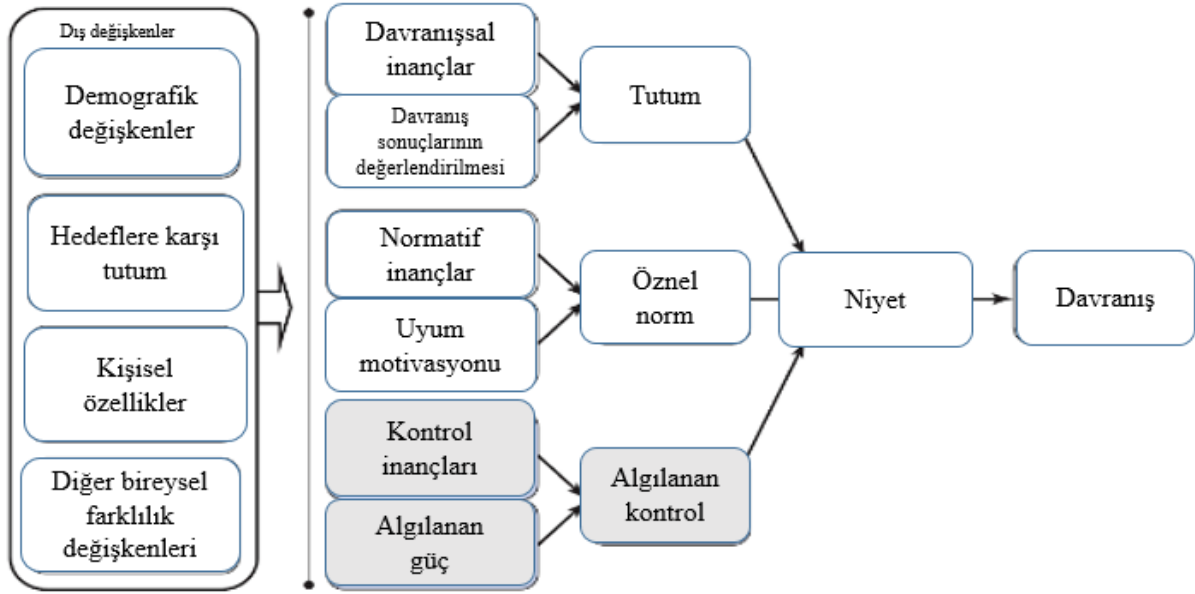 Dış değişkenler
Demografik
değişkenler
Hedeflere karşı
tutum
Kişisel
özellikler
Diğer bireysel
farklılık
değişkenleri
Davranışsal
inançlar
Davranış
sonuçlarının
değerlendirilmesi
Normatif
inançlar
Uyum
motivasyonu
Kontrol
inançları
Algılanan
güç
Tutum
Öznel
norm
Algılanan
kontrol
Niyet
Davranış